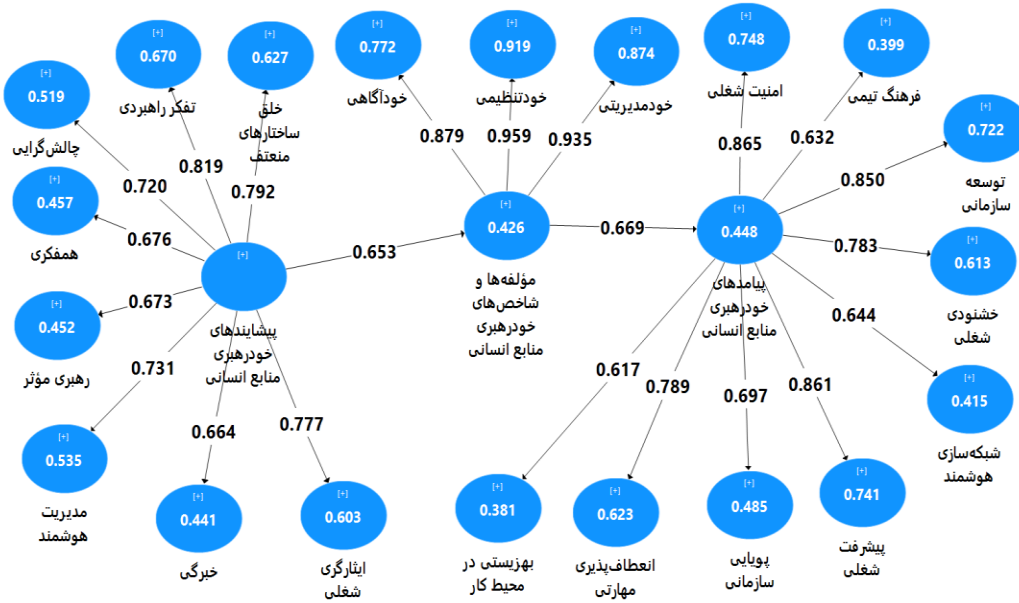 [+]
0.670
تفکر راهبردی
[+]
0.627
خلق
ساختارهای
منعتف
[+]
0.772
خودآگاهی
[+]
0.919
خودتنظیمی
[+]
0.874
خودمدیریتی
[+]
0.748
امنیت شغلی
[+]
0.399
فرهنگ تیمی
[+]
0.519
چالش‌گرایی
[+]
0.722
توسعه
سازمانی
0.819
0.792
0.720
0.879
0.959
0.935
0.865
0.632
0.850
[+]
0.457
همفکری
0.676
[+]
پیشایندهای
خودرهبری
منابع انسانی
0.653
[+]
0.426
مؤلفه‌ها و
شاخص‌های
خودرهبری
منابع انسانی
0.669
[+]
0.448
پیامدهای
خودرهبری
منابع انسانی
0.783
[+]
0.613
خشنودی
شغلی
0.673
[+]
0.452
رهبری مؤثر
0.644
[+]
0.415
شبکه‌سازی
هوشمند
0.731
0.664
0.777
0.617
0.789
0.697
0.861
[+]
0.535
مدیریت
هوشمند
[+]
0.441
خبرگی
[+]
0.603
ایثارگری
شغلی
[+]
0.381
بهزیستی در
محیط کار
[+]
0.623
انعطاف‌پذیری
مهارتی
[+]
0.485
پویایی
سازمانی
[+]
0.741
پیشرفت
شغلی